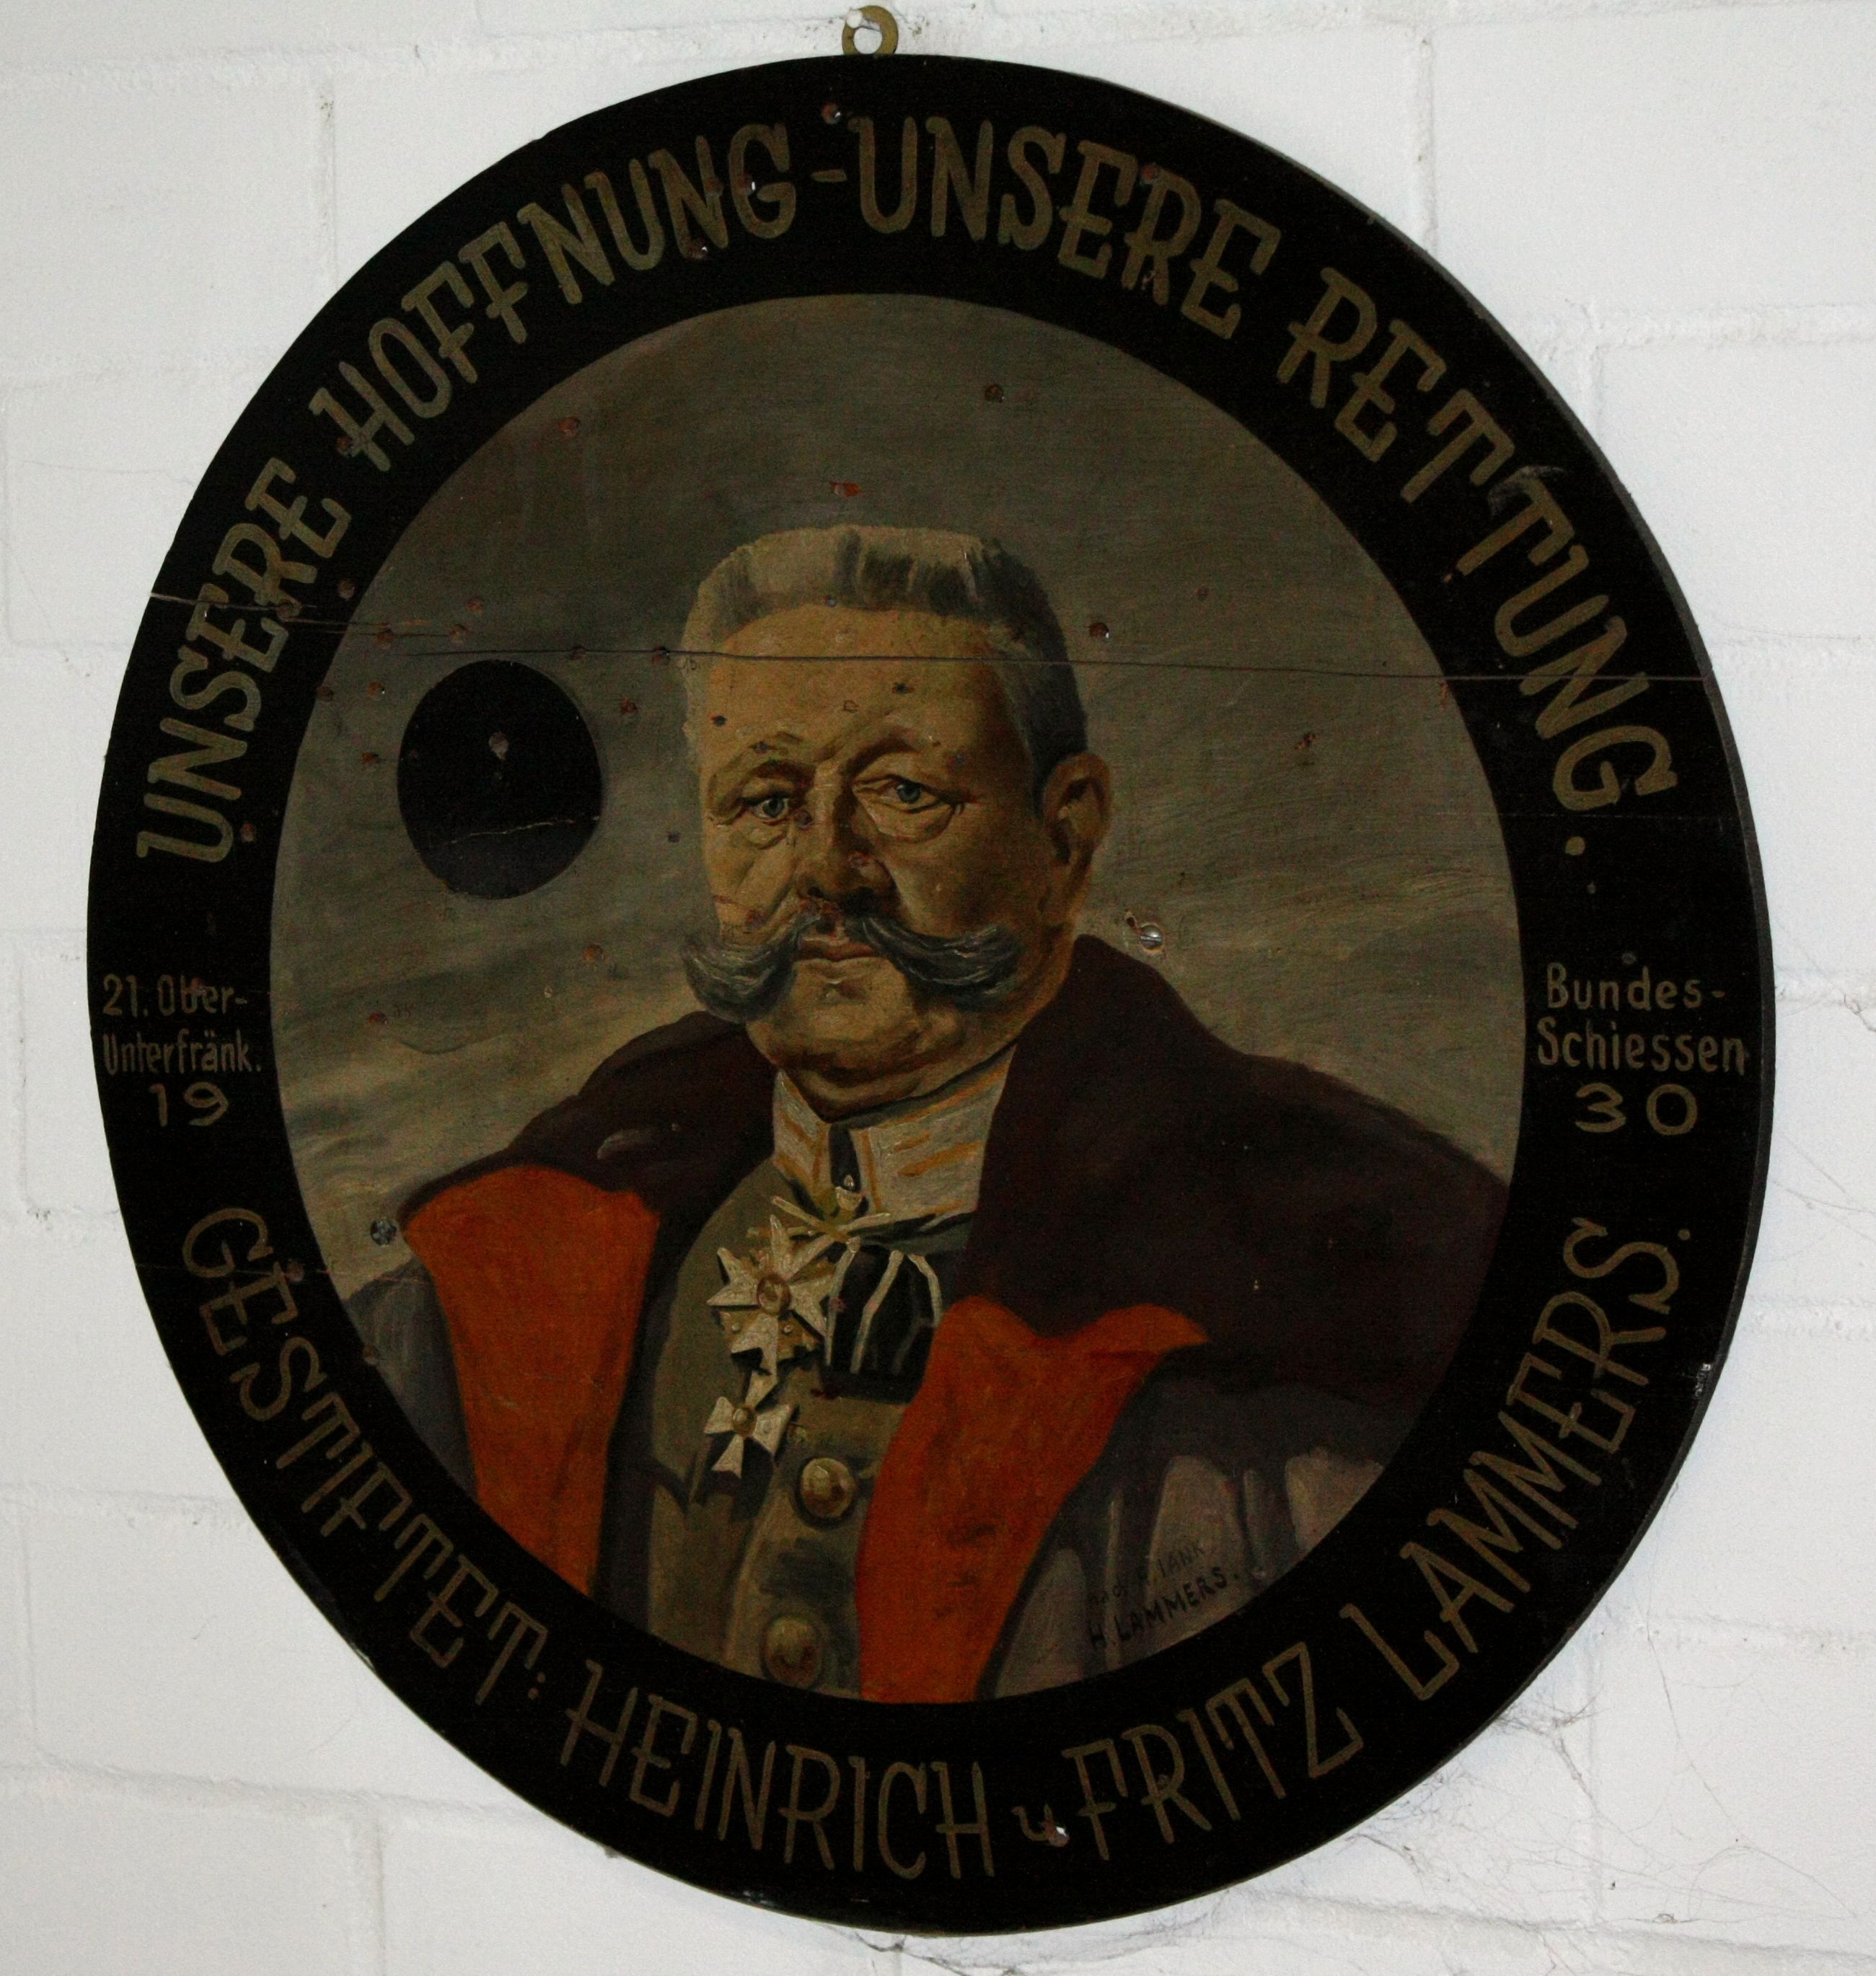 UNSERE HOFFNUNG - UNSERE RETTUNG.
21. Ober-
Unterfränk.
19
Bundes-
Schiessen
30
H. LAMMERS.
GESTIFTET: HEINRICH u FRITZ LAMMERS.